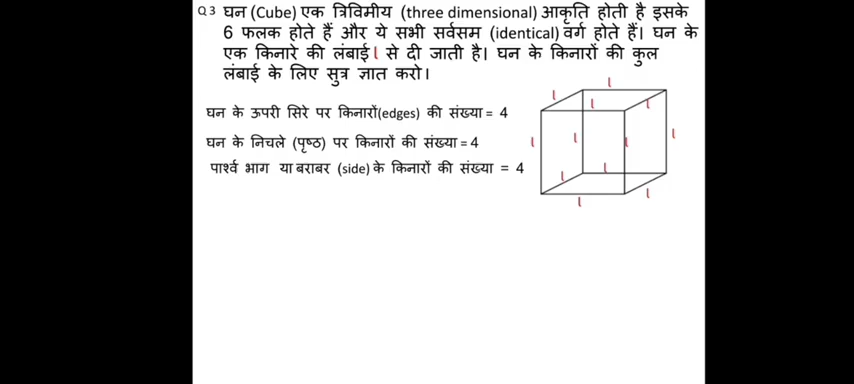 Q 3 घन (Cube) एक त्रिविमीय (three dimensional) आकृति होती है इसके
6 फलक होते हैं और ये सभी सर्वसम (identical) वर्ग होते हैं। घन के
एक किनारे की लंबाई l से दी जाती है। घन के किनारों की कुल
लंबाई के लिए सुत्र ज्ञात करो।
घन के ऊपरी सिरे पर किनारों(edges) की संख्या = 4
घन के निचले (पृष्ठ) पर किनारों की संख्या = 4
पार्श्व भाग या बराबर (side) के किनारों की संख्या = 4
l
l
l
l
l
l
l
l
l
l
l
l